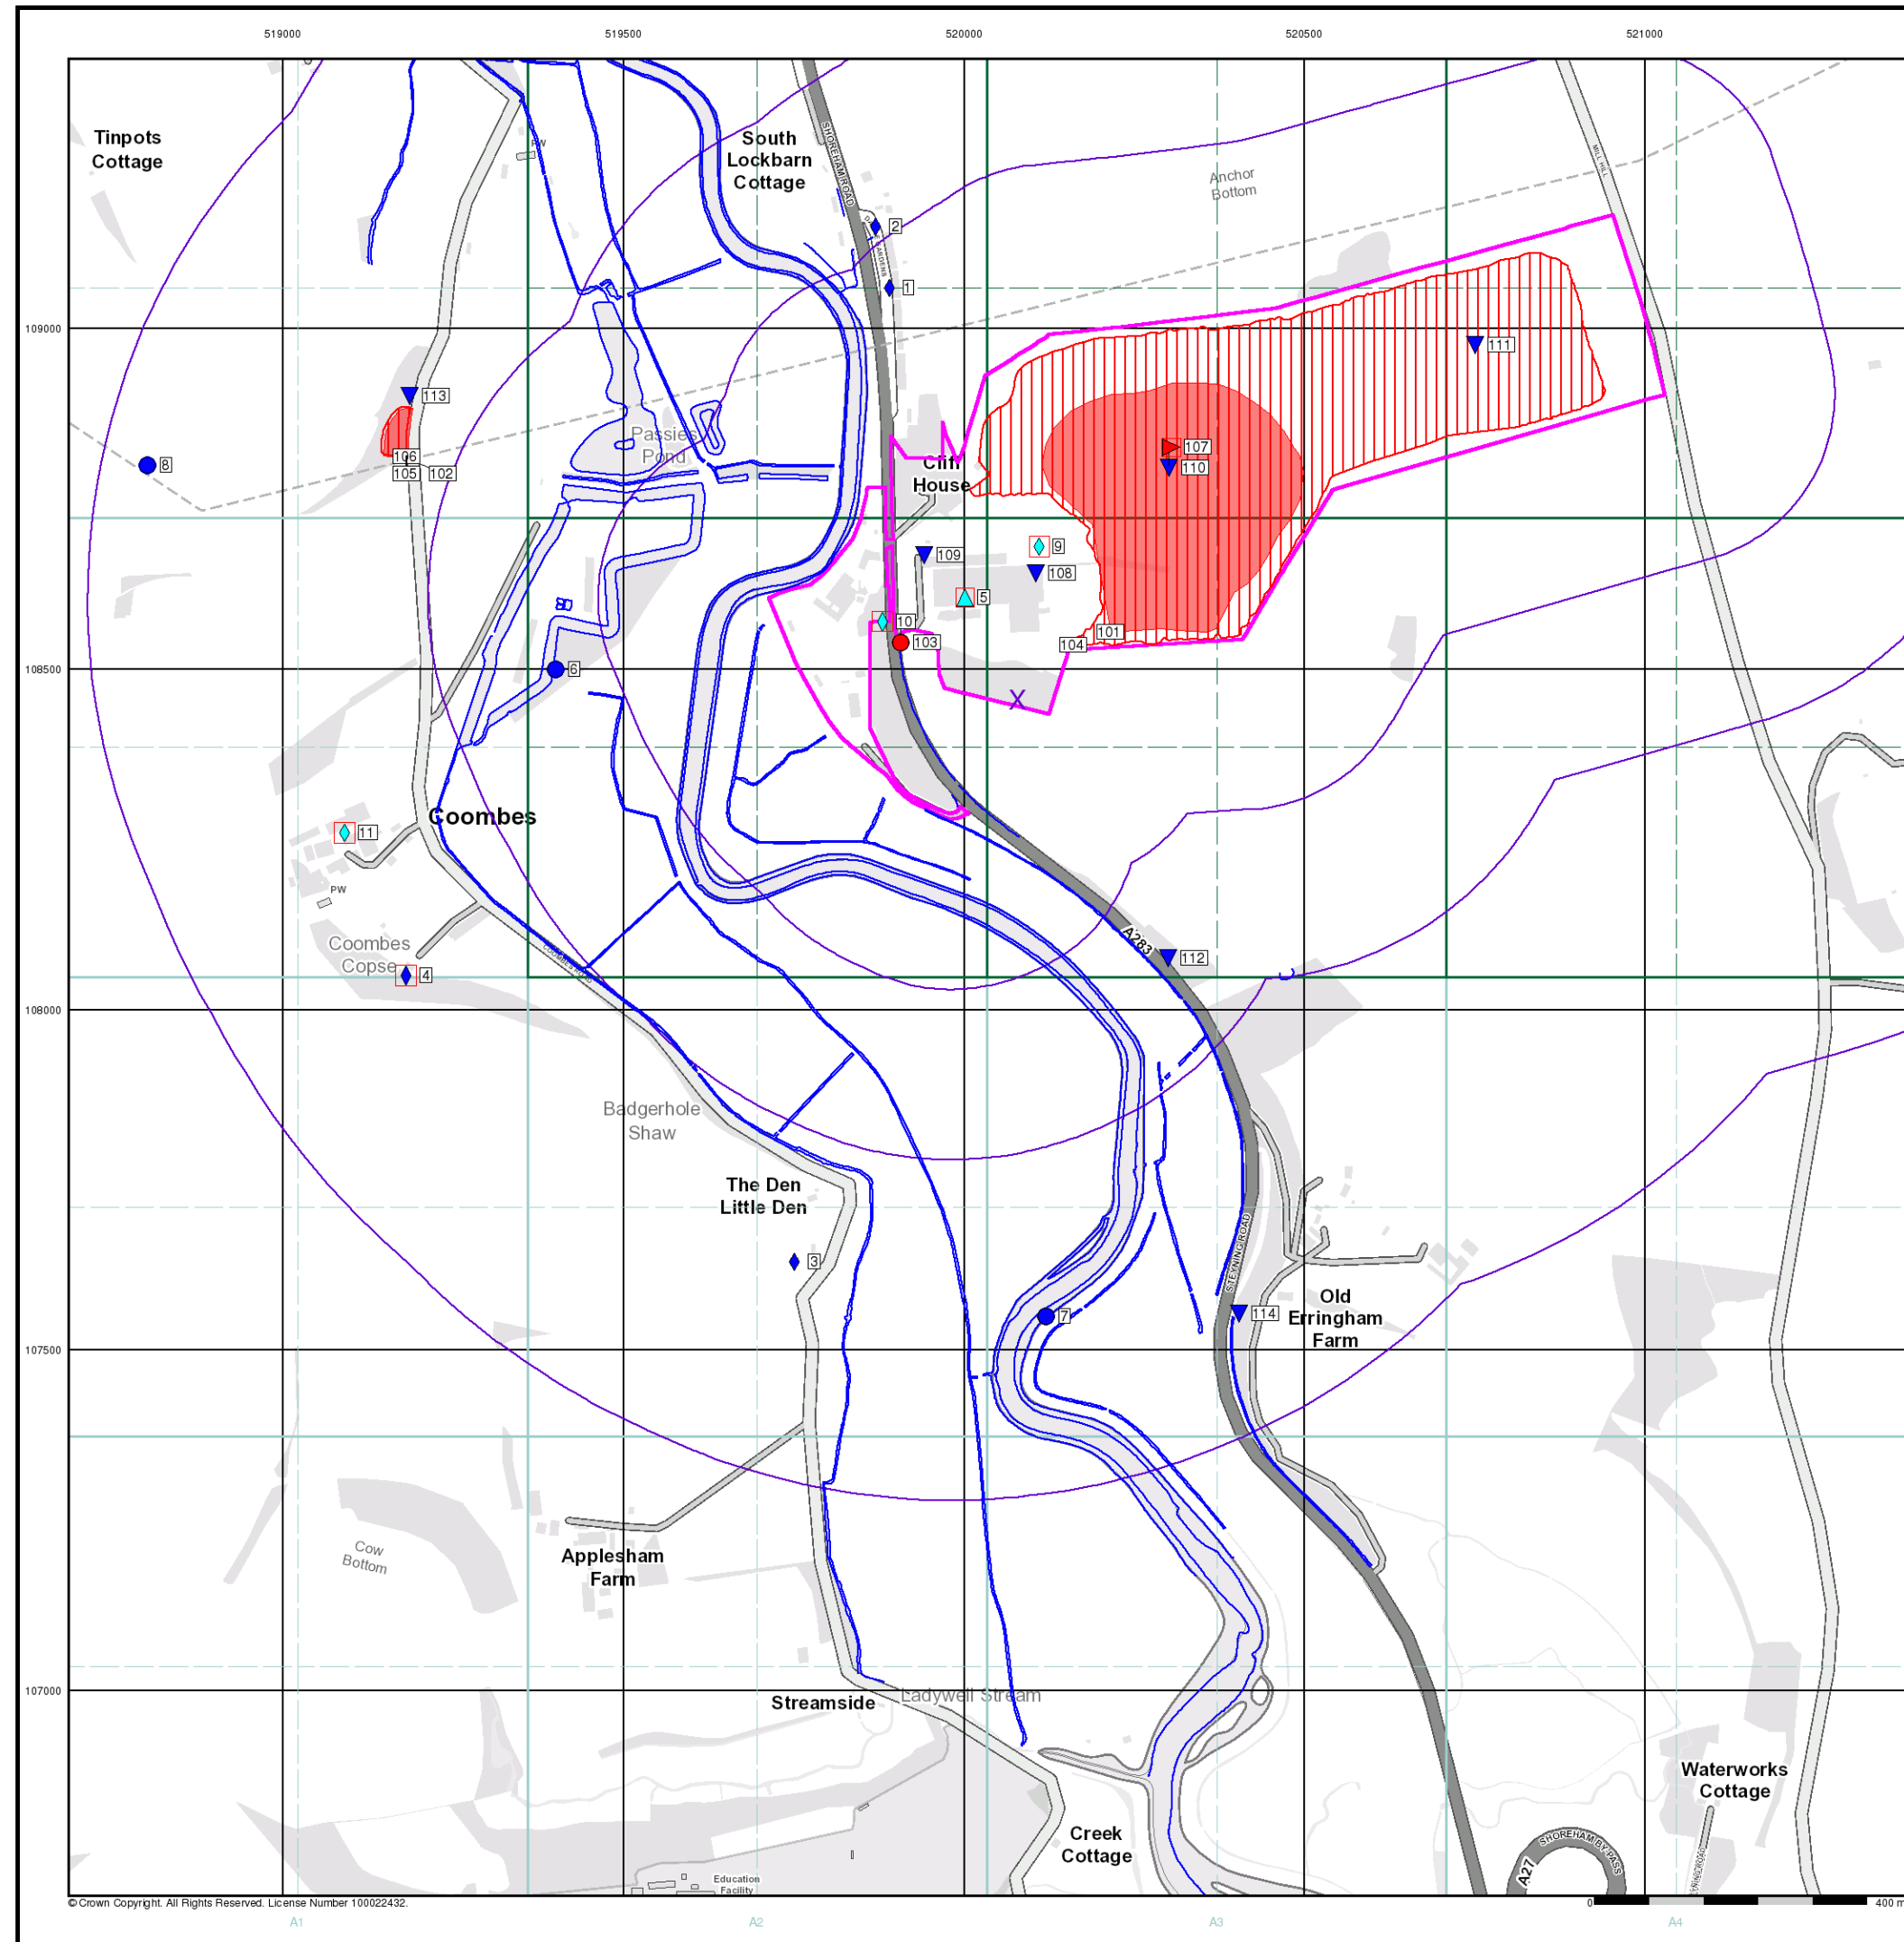 519000
519500
520000
520500
521000
Tinpots
Cottage
PW
South
Lockbarn
Cottage
SHOREHAM ROAD
Anchor
Bottom
MILL HILL
2
GARDENS
1
109000
111
113
Passies
Pond
107
110
106
105
102
8
Cliff
House
109
9
108
5
10
101
103
104
6
108500
X
Coombes
11
PW
Coombes
Copse
4
A283
112
108000
Badgerhole
Shaw
The Den
Little Den
3
STEYNING ROAD
7
114
Old
Erringham
Farm
107500
Cow
Bottom
Applesham
Farm
107000
Streamside
Ladywell Stream
Waterworks
Cottage
Creek
Cottage
SHOREHAM BY-PASS
A27
Education
Facility
© Crown Copyright. All Rights Reserved. License Number 100022432.
0
400 m
A1
A2
A3
A4